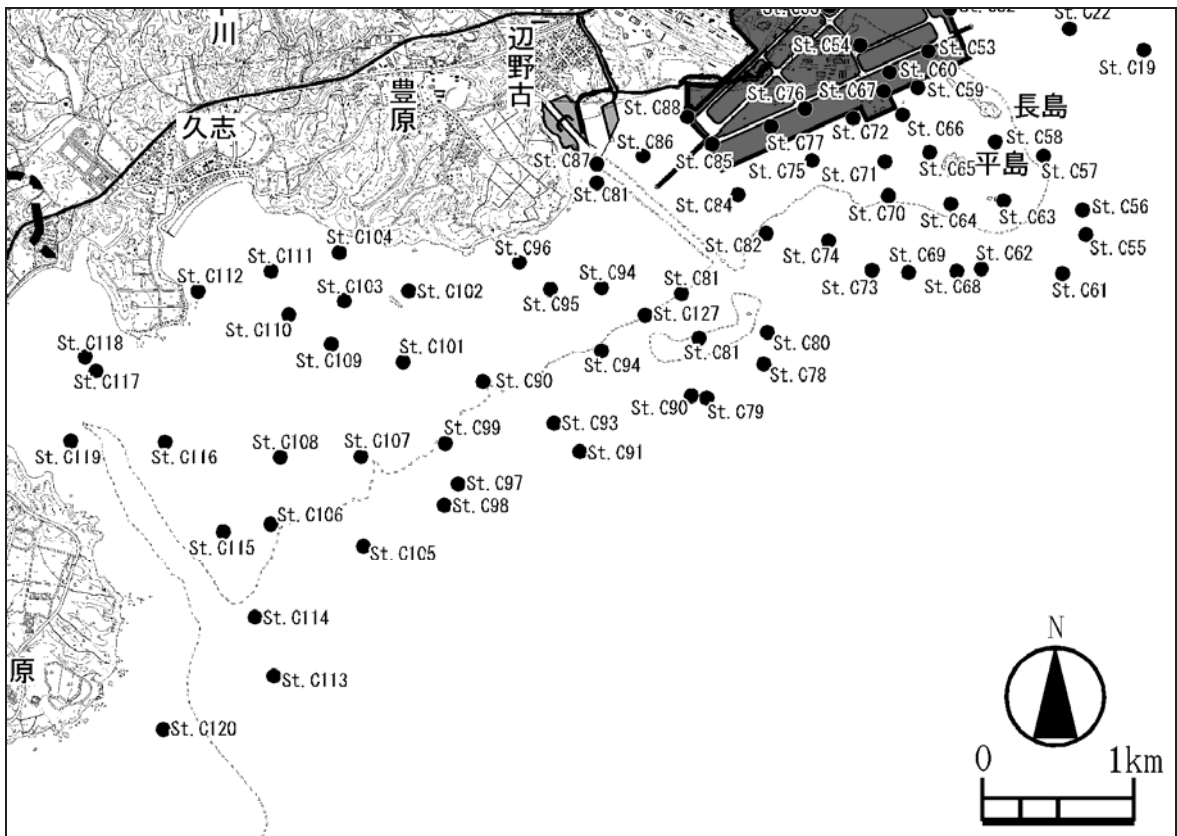 St. C22
川
辺野古
St. C54
St. C53
St. C19
豊原
St. C60
St. C76
St. C67
St. C59
長島
久志
St. C88
St. C72
St. C66
St. C58
St. C77
St. C87
St. C86
St. C85
St. C75
St. C71
St. C65
平島
St. C57
St. C81
St. C84
St. C70
St. C64
St. C63
St. C56
St. C82
St. C74
St. C55
St. C104
St. C111
St. C96
St. C94
St. C69
St. C62
St. C112
St. C103
St. C102
St. C95
St. C81
St. C73
St. C68
St. C61
St. C110
St. C127
St. C109
St. C101
St. C94
St. C81
St. C80
St. C118
St. C117
St. C90
St. C78
St. C90
St. C79
St. C93
St. C99
St. C107
St. C108
St. C119
St. C116
St. C91
St. C97
St. C98
St. C106
St. C115
St. C105
St. C114
N
原
St. C113
St. C120
0 1km